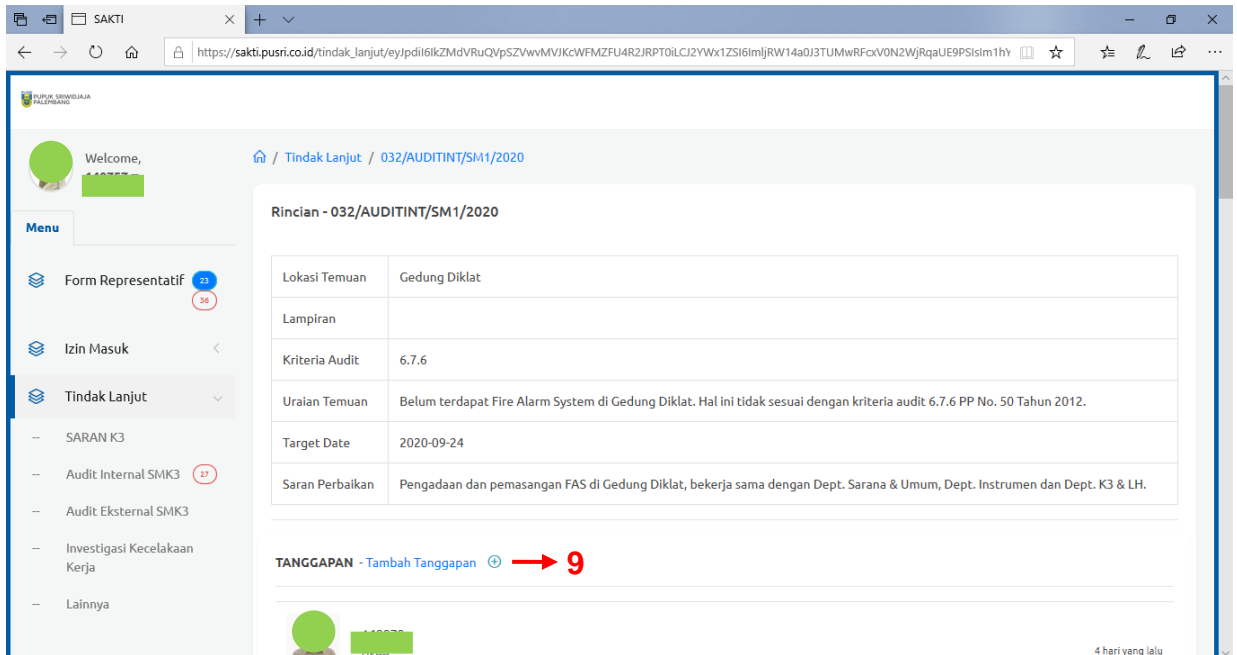 SAKTI
https://sakti.pusri.co.id/tindak_lanjut/
PUPUK SRIWIDJAJA
PALEMBANG
Welcome,
/ Tindak Lanjut / 032/AUDITINT/SM1/2020
Menu
Rincian - 032/AUDITINT/SM1/2020
Form Representatif 23
36
Izin Masuk
Tindak Lanjut
-- SARAN K3
-- Audit Internal SMK3 27
-- Audit Eksternal SMK3
-- Investigasi Kecelakaan
Kerja
-- Lainnya
Lokasi Temuan Gedung Diklat
Lampiran
Kriteria Audit 6.7.6
Uraian Temuan Belum terdapat Fire Alarm System di Gedung Diklat. Hal ini tidak sesuai dengan kriteria audit 6.7.6 PP No. 50 Tahun 2012.
Target Date 2020-09-24
Saran Perbaikan Pengadaan dan pemasangan FAS di Gedung Diklat, bekerja sama dengan Dept. Sarana & Umum, Dept. Instrumen dan Dept. K3 & LH.
TANGGAPAN - Tambah Tanggapan 9
4 hari yang lalu